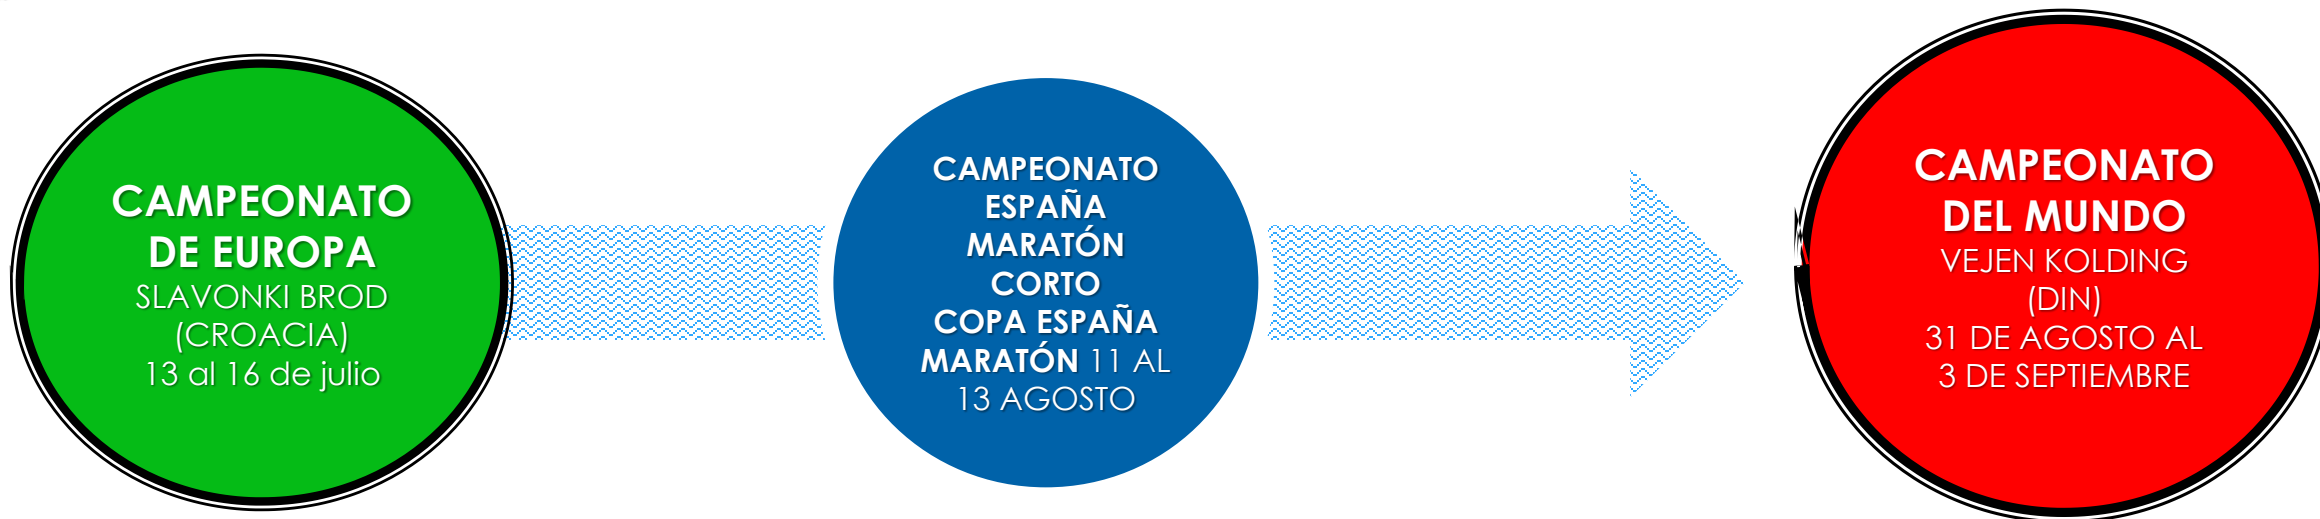 CAMPEONATO
DE EUROPA
SLAVONKI BROD
(CROACIA)
13 al 16 de julio
CAMPEONATO
ESPAÑA
MARATÓN
CORTO
COPA ESPAÑA
MARATÓN 11 AL
13 AGOSTO
CAMPEONATO
DEL MUNDO
VEJEN KOLDING
(DIN)
31 DE AGOSTO AL
3 DE SEPTIEMBRE